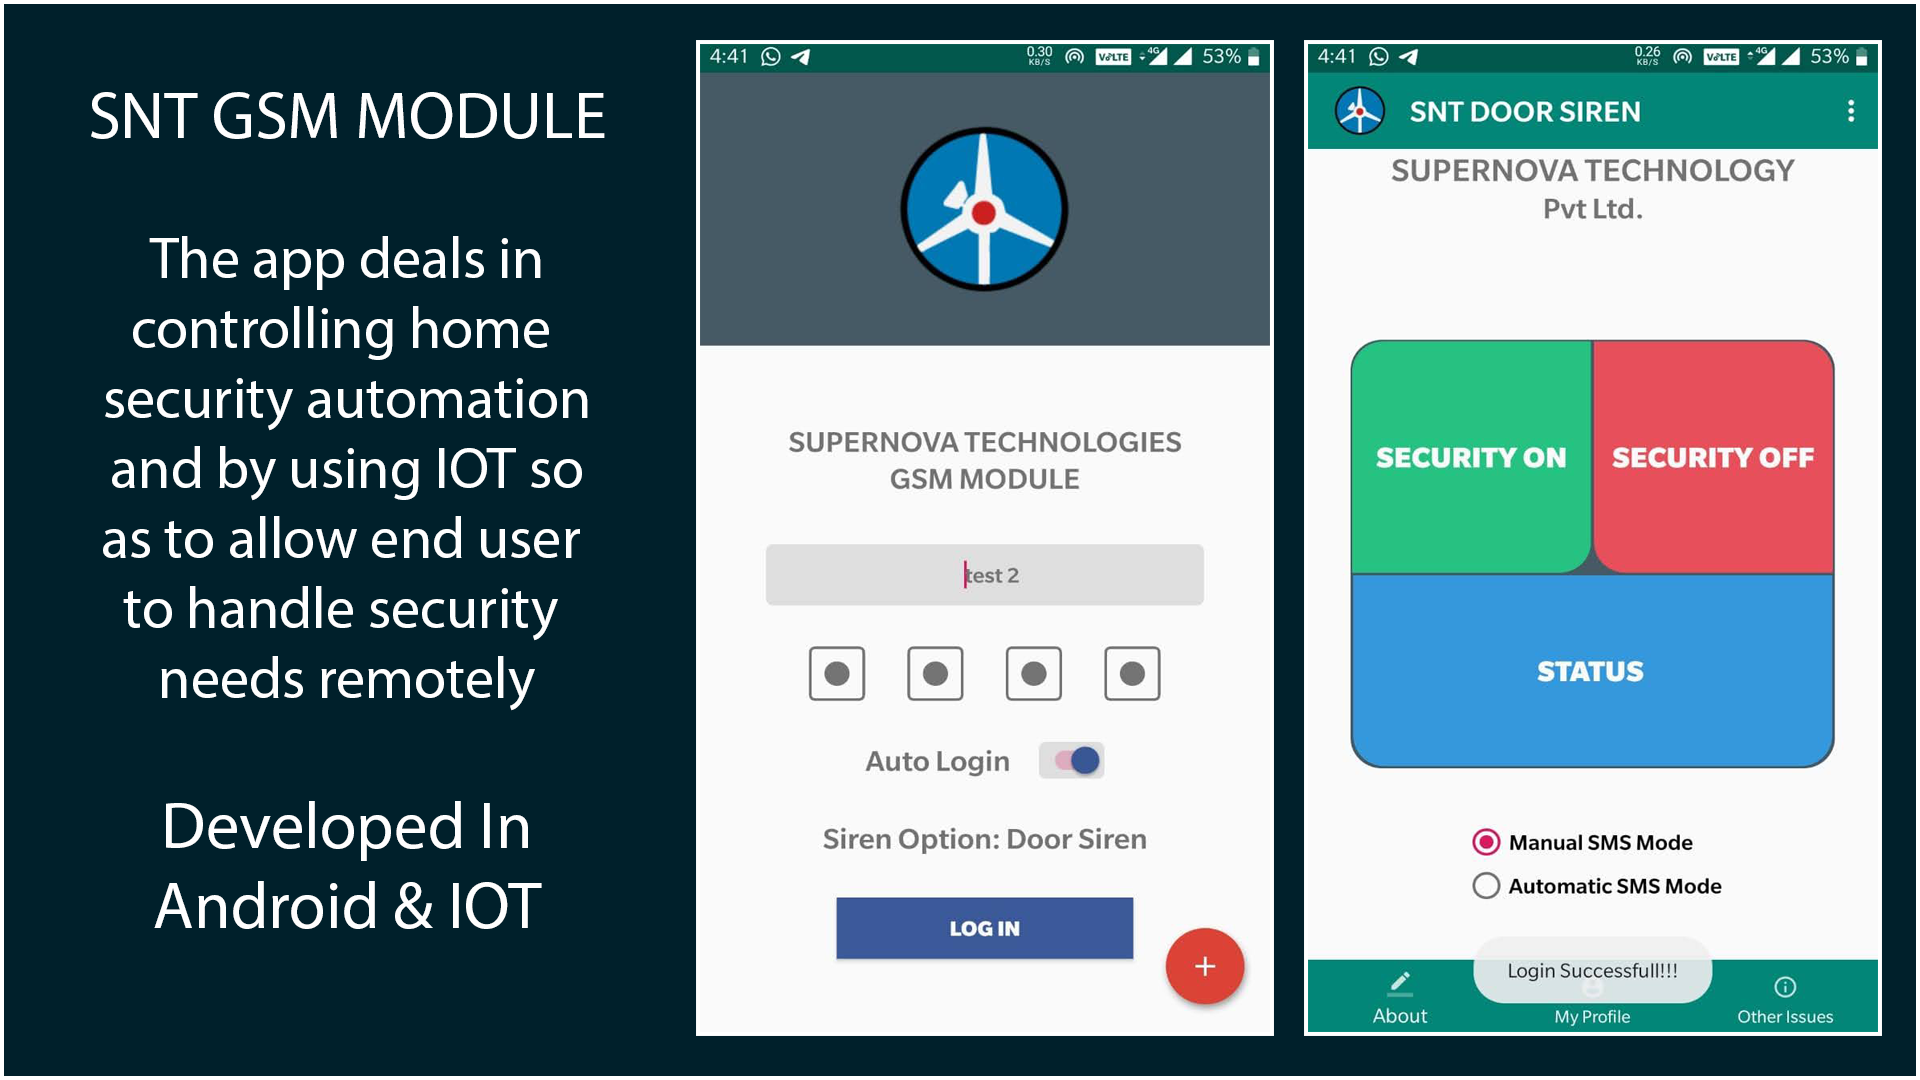 SNT GSM MODULE
The app deals in
controlling home
security automation
and by using IOT so
as to allow end user
to handle security
needs remotely
Developed In
Android & IOT
4:41 0.30 KB/S VoLTE 4G 53%
SUPERNOVA TECHNOLOGIES
GSM MODULE
test 2
Auto Login
Siren Option: Door Siren
LOG IN
+
4:41 0.26 KB/S VoLTE 4G 53%
SNT DOOR SIREN
SUPERNOVA TECHNOLOGY
Pvt Ltd.
SECURITY ON SECURITY OFF
STATUS
Manual SMS Mode
Automatic SMS Mode
Login Successfull!!!
About My Profile Other Issues